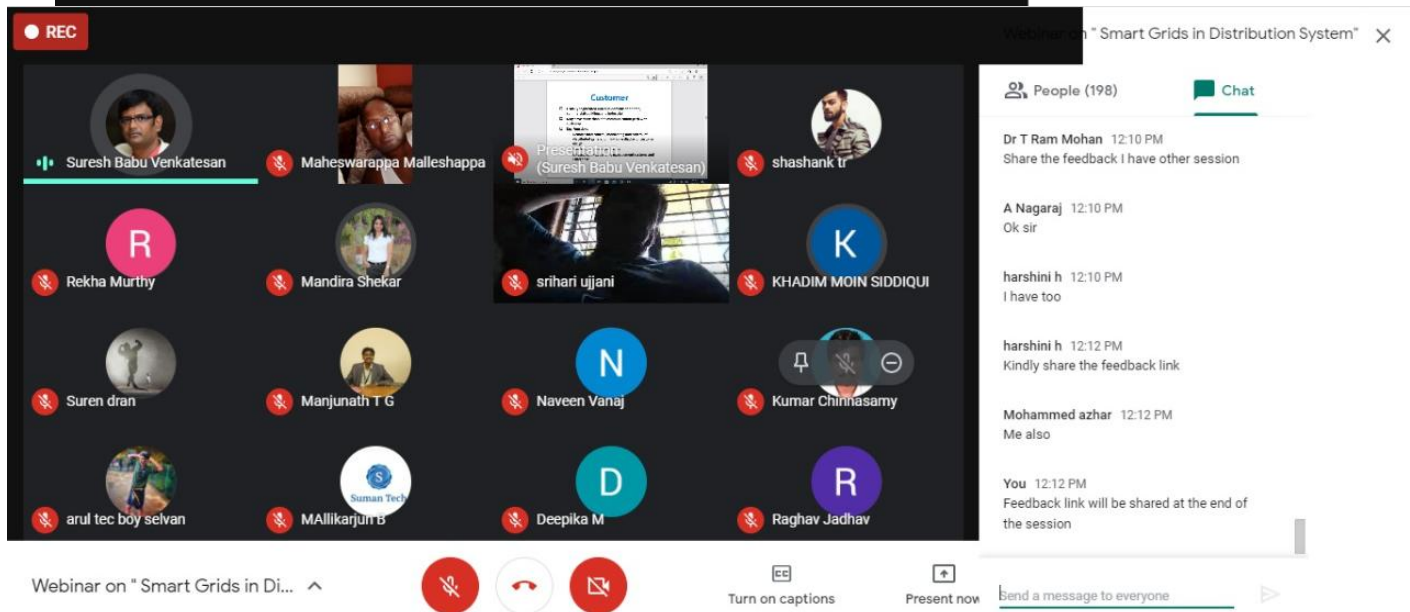 REC
Webinar on " Smart Grids in Distribution System"
People (198)
Chat
Suresh Babu Venkatesan
Maheswarappa Malleshappa
Customer
Presentation
(Suresh Babu Venkatesan)
shashank tr
R
Rekha Murthy
Mandira Shekar
srihari ujjani
K
KHADIM MOIN SIDDIQUI
Suren dran
Manjunath T G
N
Naveen Vanaj
Kumar Chinnasamy
arul tec boy selvan
S
Suman Tech
MAllikarjun B
D
Deepika M
R
Raghav Jadhav
Dr T Ram Mohan 12:10 PM
Share the feedback I have other session
A Nagaraj 12:10 PM
Ok sir
harshini h 12:10 PM
I have too
harshini h 12:12 PM
Kindly share the feedback link
Mohammed azhar 12:12 PM
Me also
You 12:12 PM
Feedback link will be shared at the end of
the session
Webinar on " Smart Grids in Di...
CC
Turn on captions
Present now
Send a message to everyone